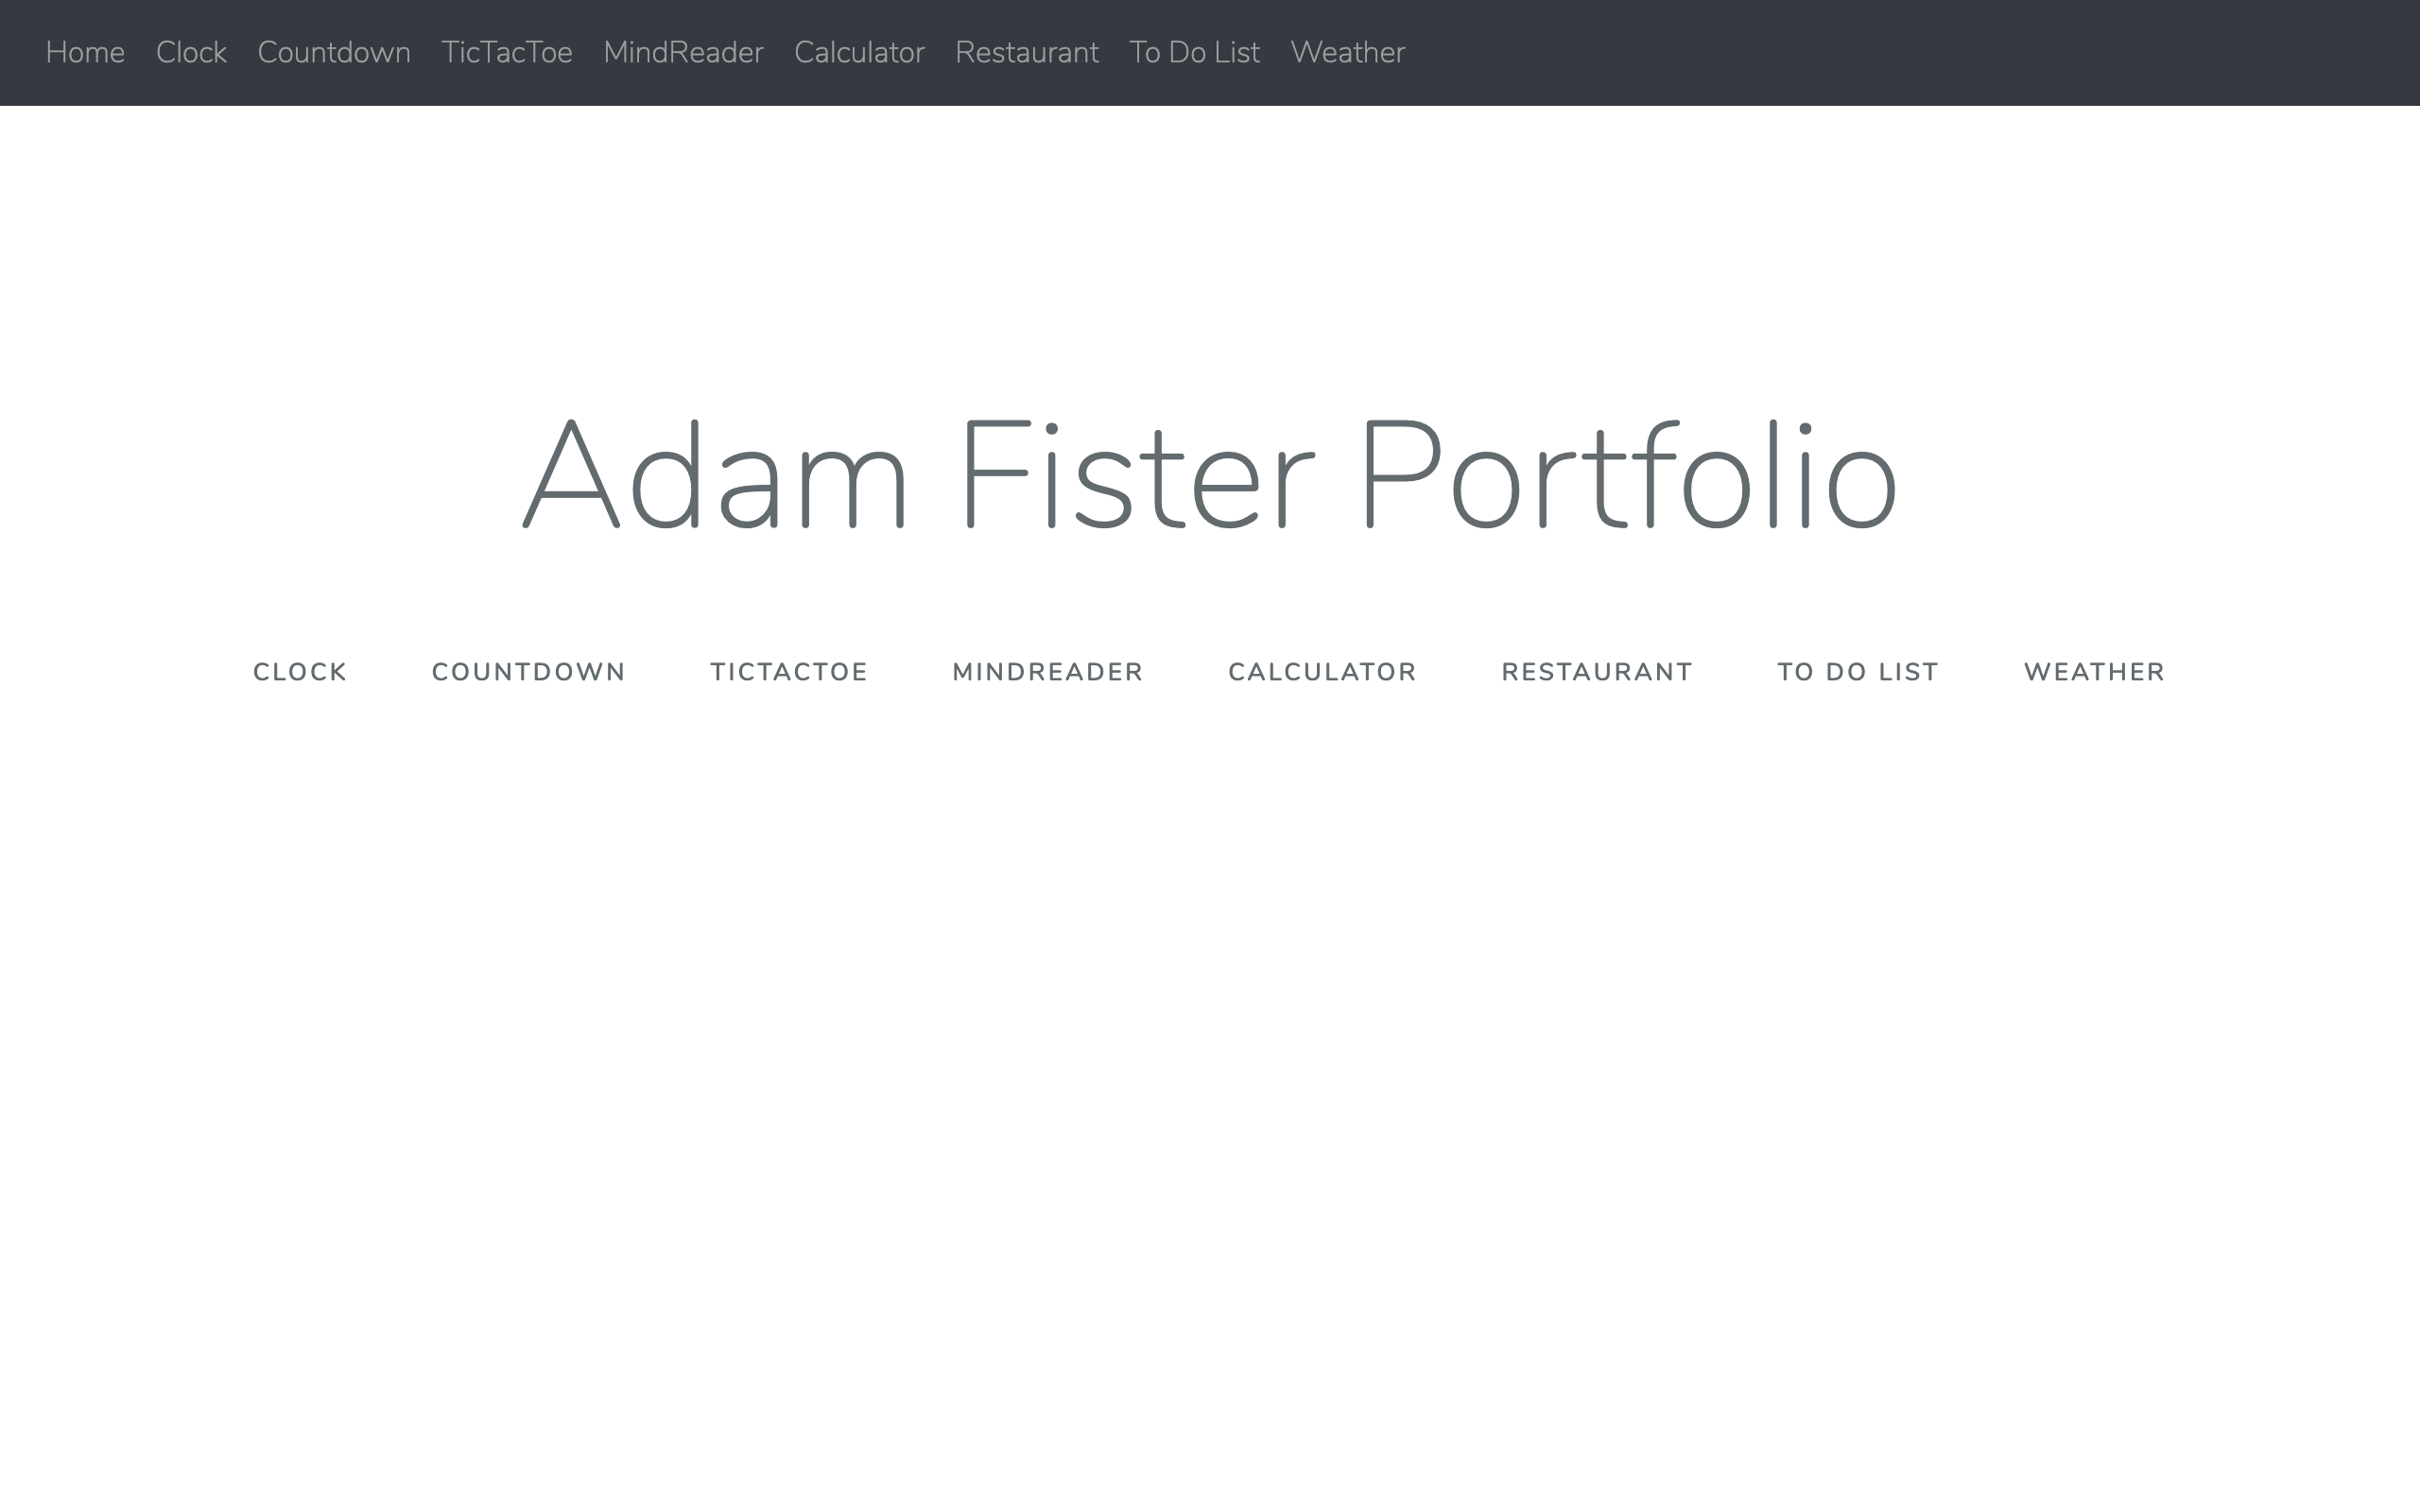 Home Clock Countdown TicTacToe MindReader Calculator Restaurant To Do List Weather
Adam Fister Portfolio
CLOCK COUNTDOWN TICTACTOE MINDREADER CALCULATOR RESTAURANT TO DO LIST WEATHER